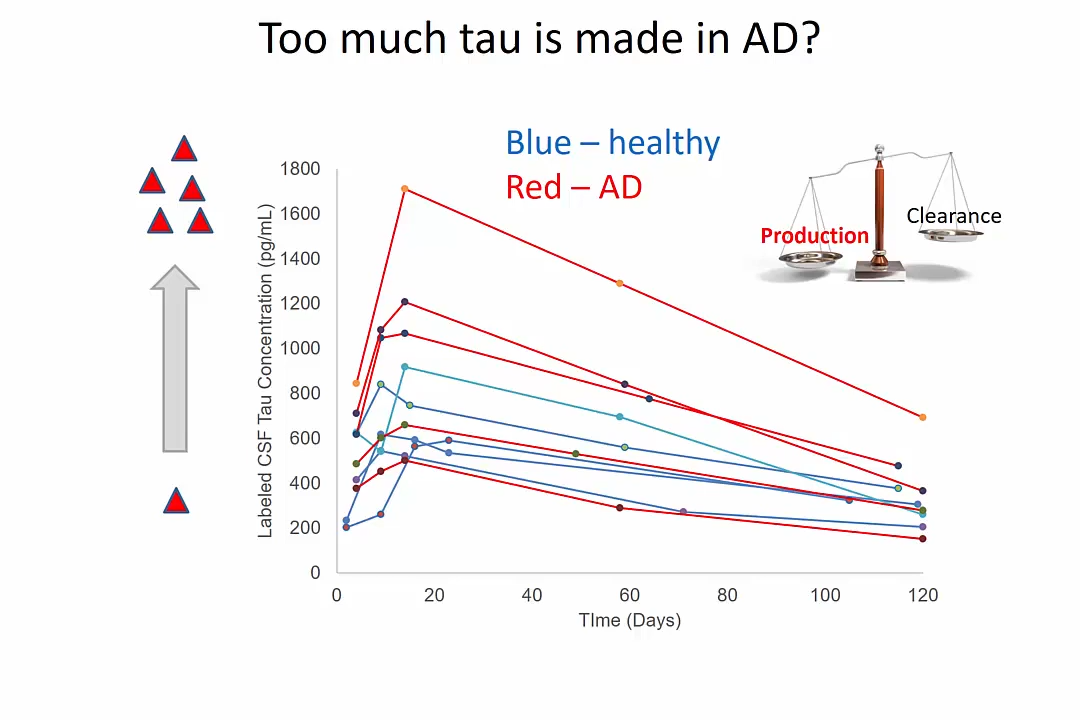 Too much tau is made in AD?
Blue – healthy
Red – AD
Production
Clearance
Labeled CSF Tau Concentration (pg/mL)
1800
1600
1400
1200
1000
800
600
400
200
0
0 20 40 60 80 100 120
TIme (Days)